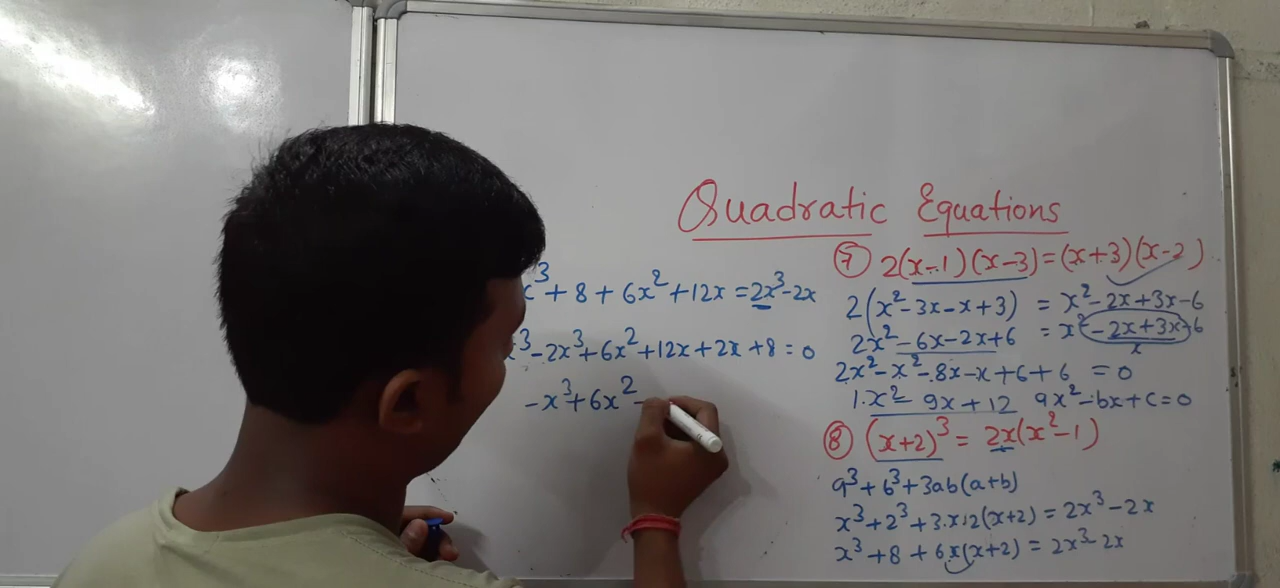 Quadratic Equations
⑦ 2(x-1)(x-3)=(x+3)(x-2)
2(x²-3x-x+3) = x²-2x+3x-6
2x²-6x-2x+6 = x²-2x+3x-6
x
2x²-x²-8x-x+6+6 = 0
1.x²-9x+12 ax²-bx+c=0
⑧ (x+2)³ = 2x(x²-1)
a³+b³+3ab(a+b)
x³+2³+3.x.2(x+2) = 2x³-2x
x³+8+6x(x+2) = 2x³-2x
x³+8+6x²+12x=2x³-2x
x³-2x³+6x²+12x+2x+8=0
-x³+6x²